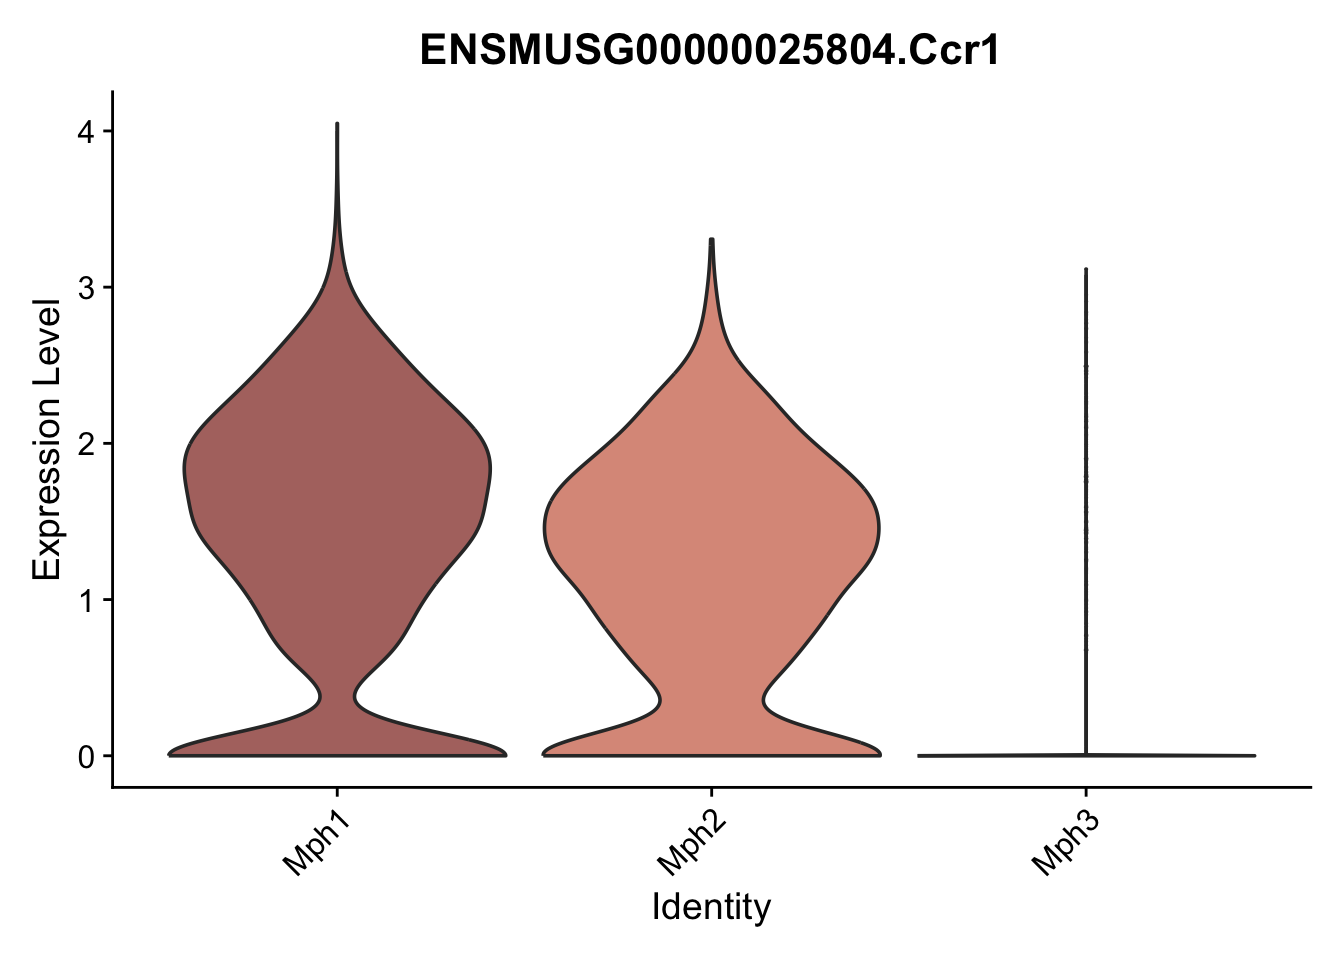 ENSMUSG00000025804.Ccr1
Expression Level
4
3
2
1
0
Mph1
Mph2
Mph3
Identity